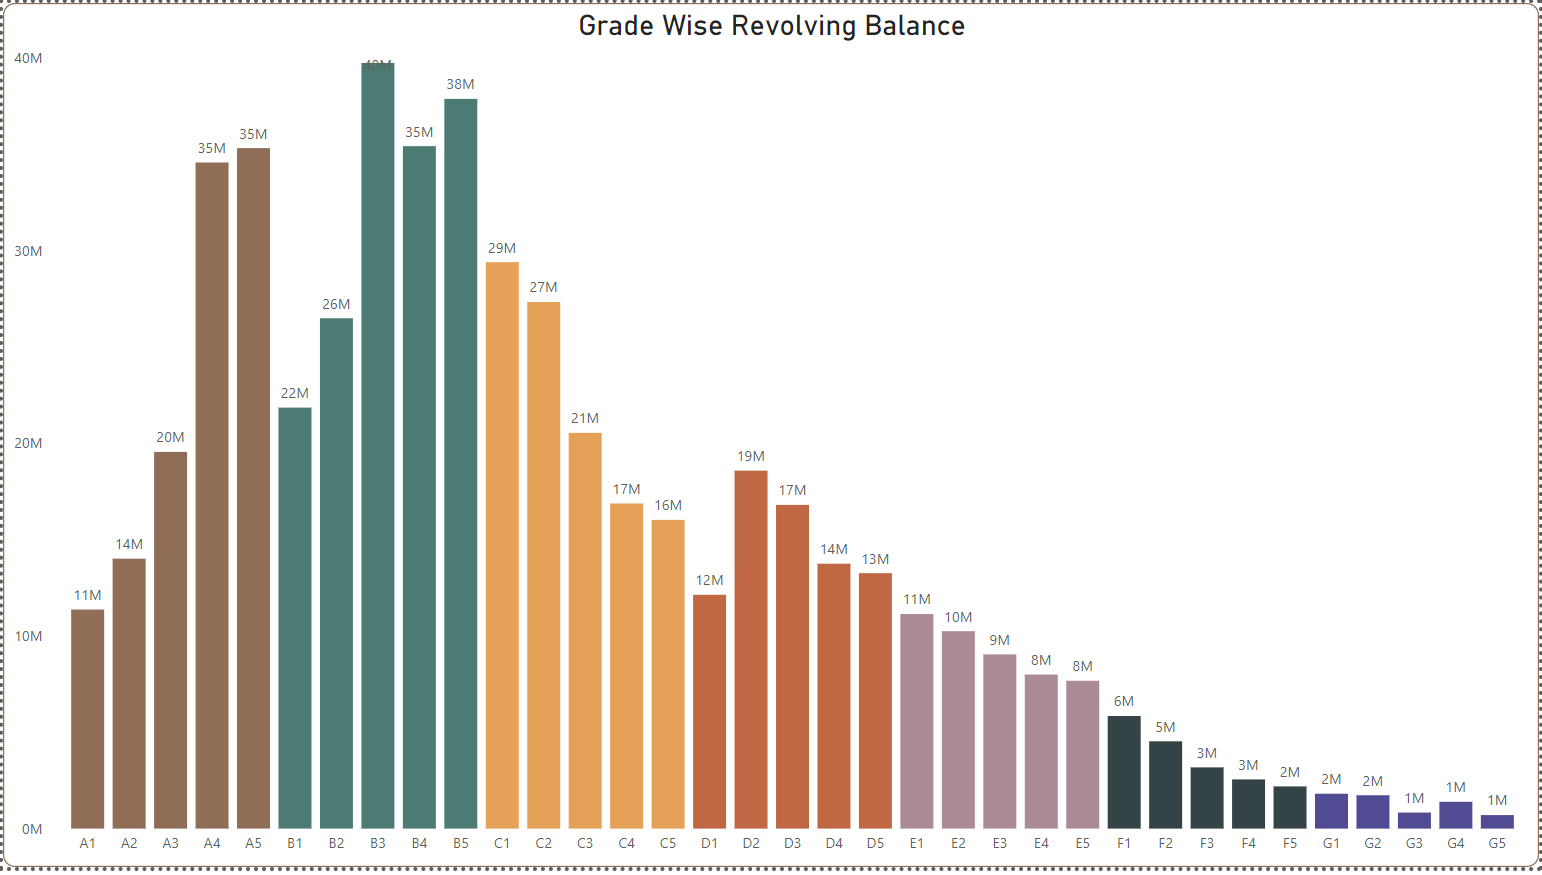 Grade Wise Revolving Balance
40M
30M
20M
10M
0M
11M
14M
20M
35M
35M
22M
26M
40M
35M
38M
29M
27M
21M
17M
16M
12M
19M
17M
14M
13M
11M
10M
9M
8M
8M
6M
5M
3M
3M
2M
2M
2M
1M
1M
1M
A1 A2 A3 A4 A5 B1 B2 B3 B4 B5 C1 C2 C3 C4 C5 D1 D2 D3 D4 D5 E1 E2 E3 E4 E5 F1 F2 F3 F4 F5 G1 G2 G3 G4 G5